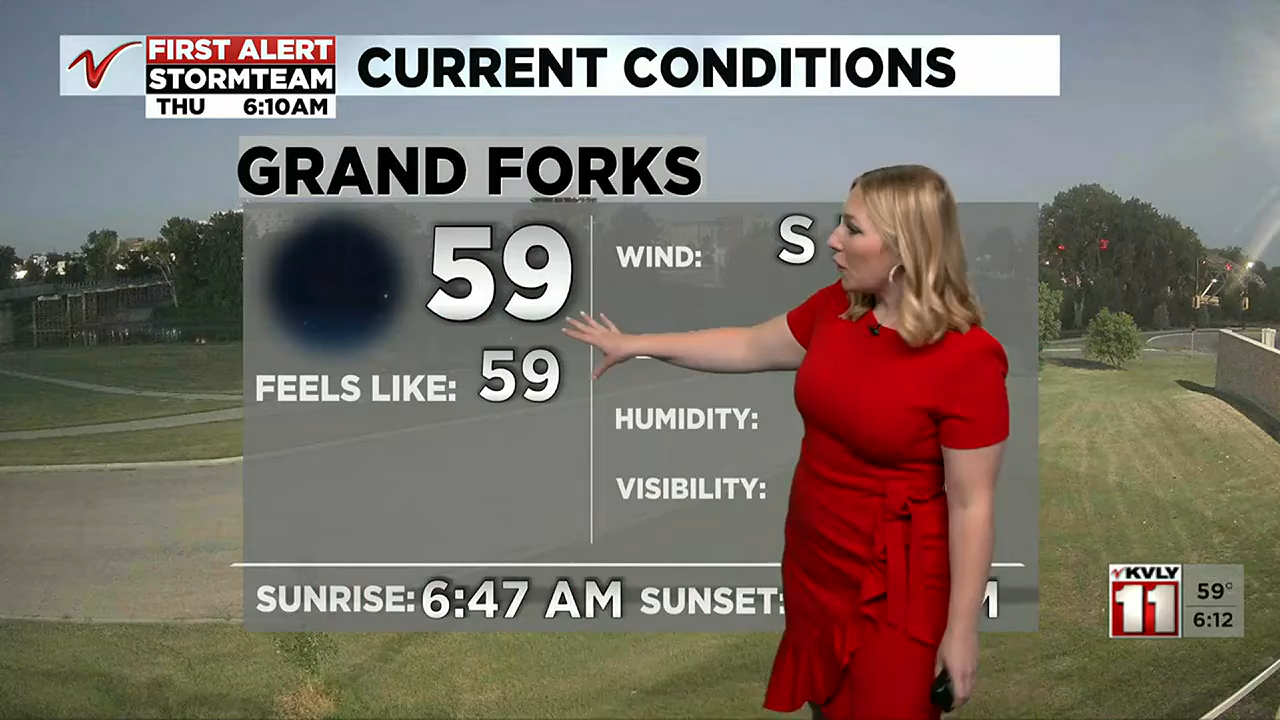 FIRST ALERT
STORMTEAM
THU 6:10AM
CURRENT CONDITIONS
GRAND FORKS
59
FEELS LIKE: 59
WIND: S
HUMIDITY:
VISIBILITY:
SUNRISE: 6:47 AM SUNSET:
KVLY
11
59°
6:12